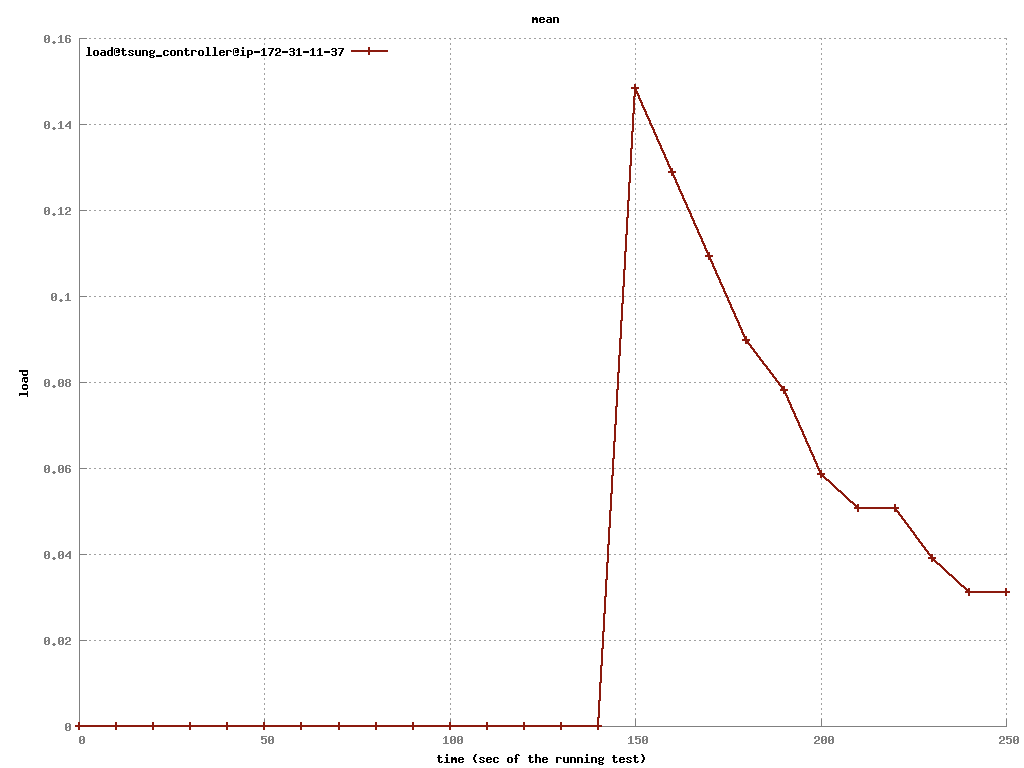 mean
0.16
load@tsung_controller@ip-172-31-11-37
0.14
0.12
0.1
load
0.08
0.06
0.04
0.02
0
0 50 100 150 200 250
time (sec of the running test)